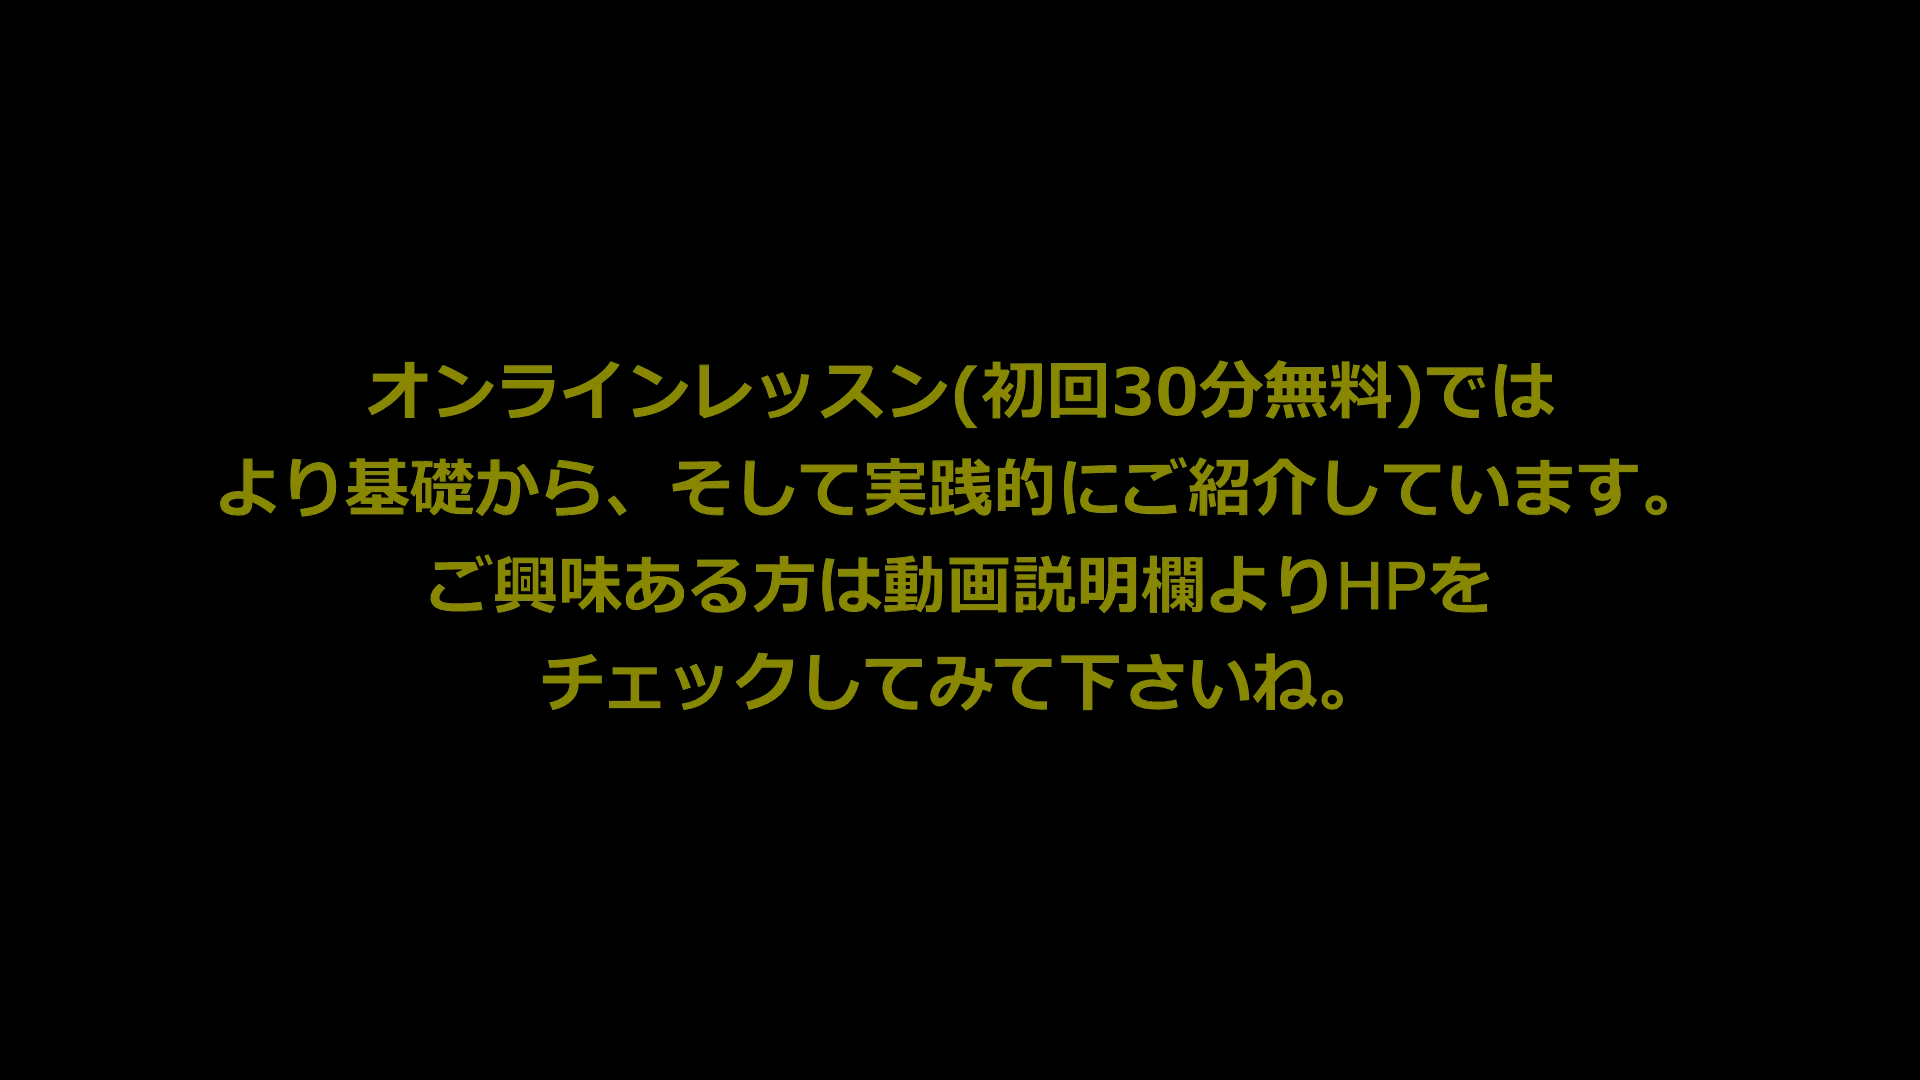 オンラインレッスン(初回30分無料)では
より基礎から、そして実践的にご紹介しています。
ご興味ある方は動画説明欄よりHPを
チェックしてみて下さいね。